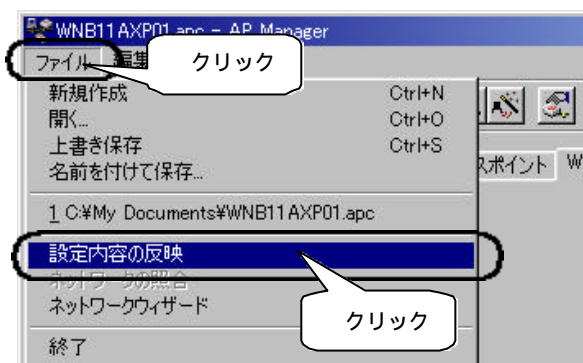 WNB11AXP01.apc - AP Manager
ファイル 編集
クリック
新規作成 Ctrl+N
開く... Ctrl+O
上書き保存 Ctrl+S
名前を付けて保存...
スポイント W
1 C:¥My Documents¥WNB11AXP01.apc
設定内容の反映
ネットワークの照合
ネットワークウィザード
クリック
終了